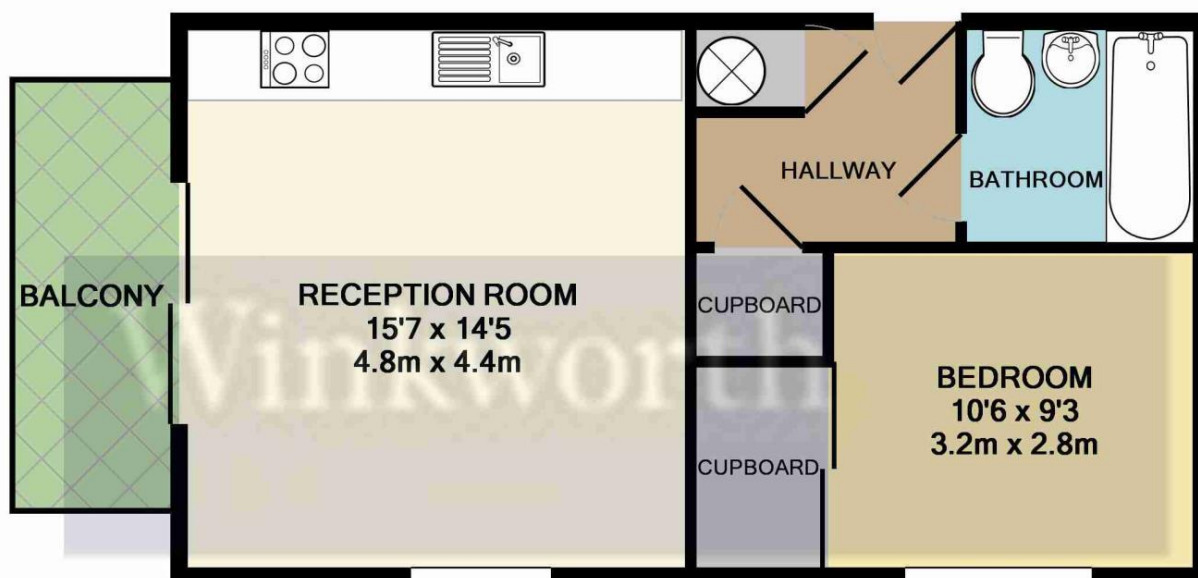 HALLWAY
BATHROOM
BALCONY
RECEPTION ROOM
15'7 x 14'5
4.8m x 4.4m
CUPBOARD
BEDROOM
10'6 x 9'3
3.2m x 2.8m
CUPBOARD
Winkworth